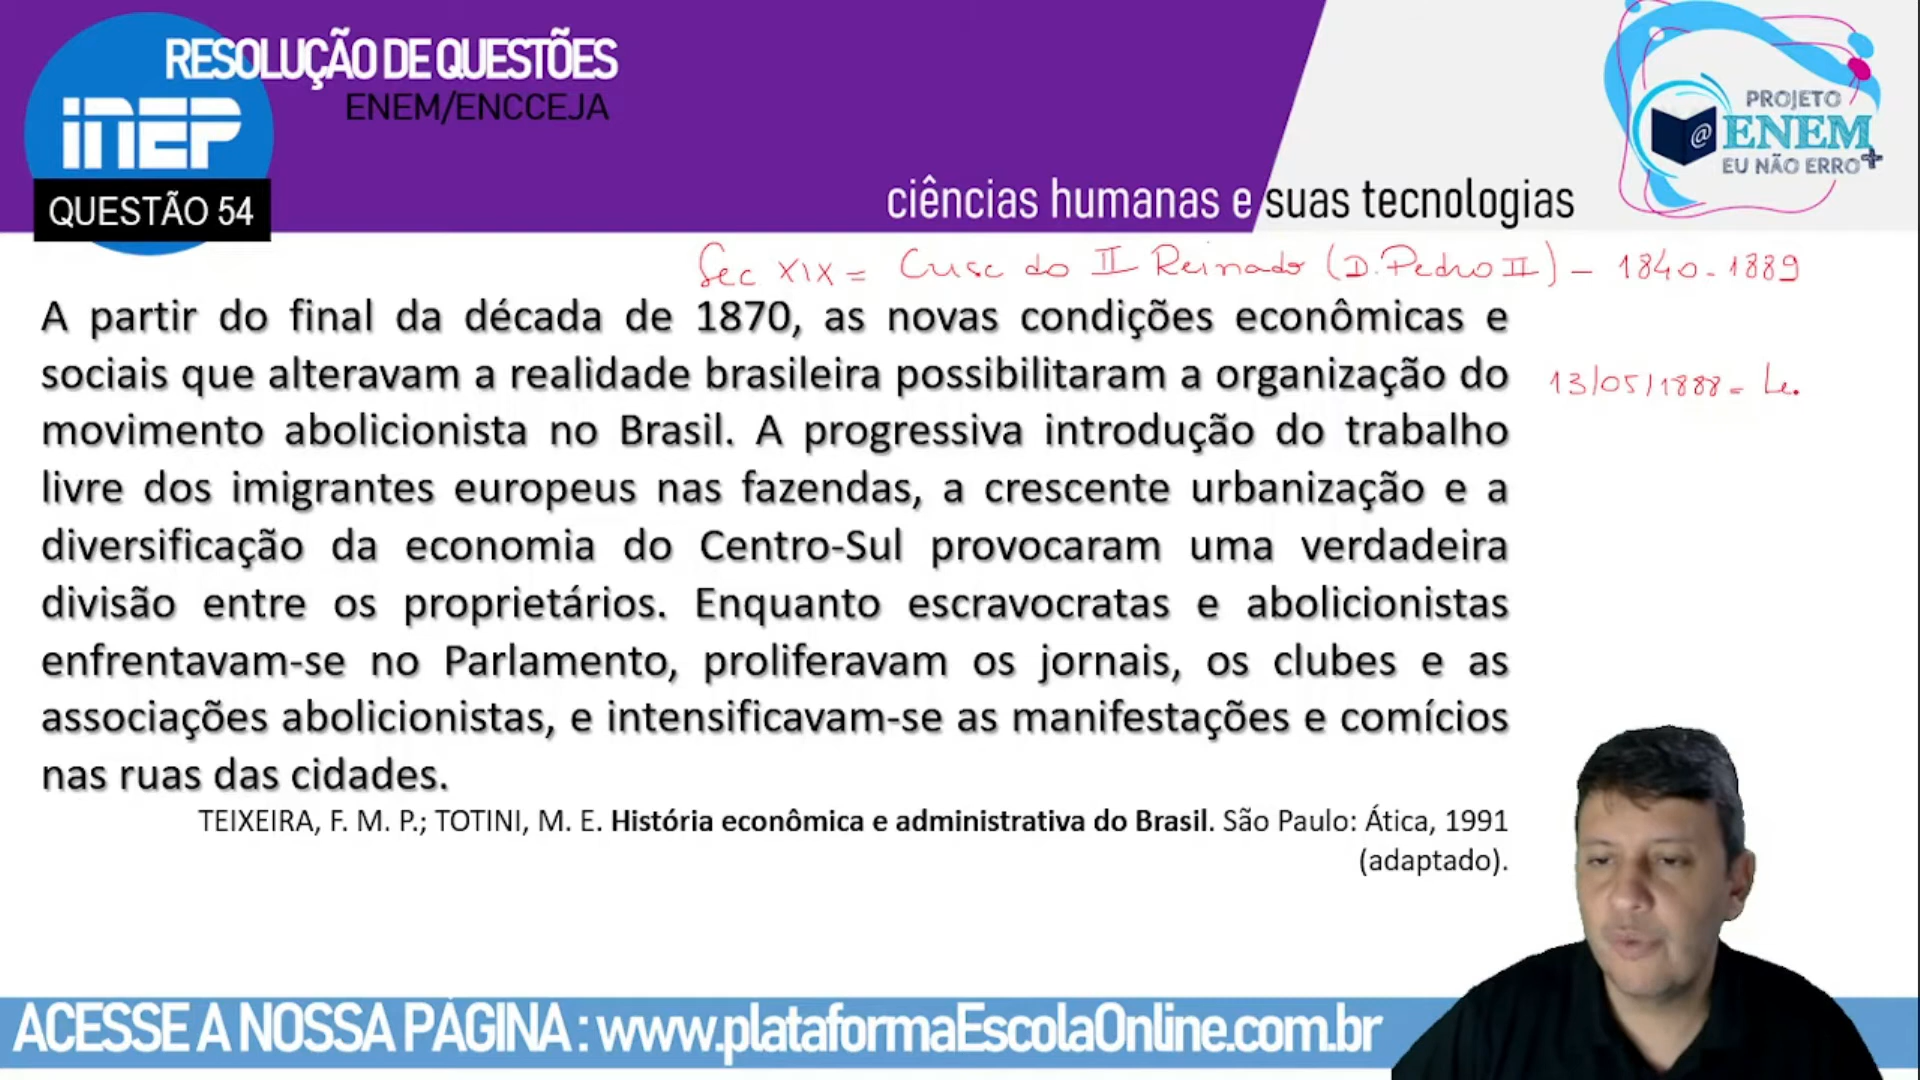 RESOLUÇÃO DE QUESTÕES
ENEM/ENCCEJA
INEP
QUESTÃO 54
ciências humanas e suas tecnologias
PROJETO
@ENEM
EU NÃO ERRO+
Sec XIX = Crise do II Reinado (D. Pedro II) - 1840-1889
A partir do final da década de 1870, as novas condições econômicas e
sociais que alteravam a realidade brasileira possibilitaram a organização do
13/05/1888 = Le.
movimento abolicionista no Brasil. A progressiva introdução do trabalho
livre dos imigrantes europeus nas fazendas, a crescente urbanização e a
diversificação da economia do Centro-Sul provocaram uma verdadeira
divisão entre os proprietários. Enquanto escravocratas e abolicionistas
enfrentavam-se no Parlamento, proliferavam os jornais, os clubes e as
associações abolicionistas, e intensificavam-se as manifestações e comícios
nas ruas das cidades.
TEIXEIRA, F. M. P.; TOTINI, M. E. História econômica e administrativa do Brasil. São Paulo: Ática, 1991
(adaptado).
ACESSE A NOSSA PÁGINA : www.plataformaEscolaOnline.com.br